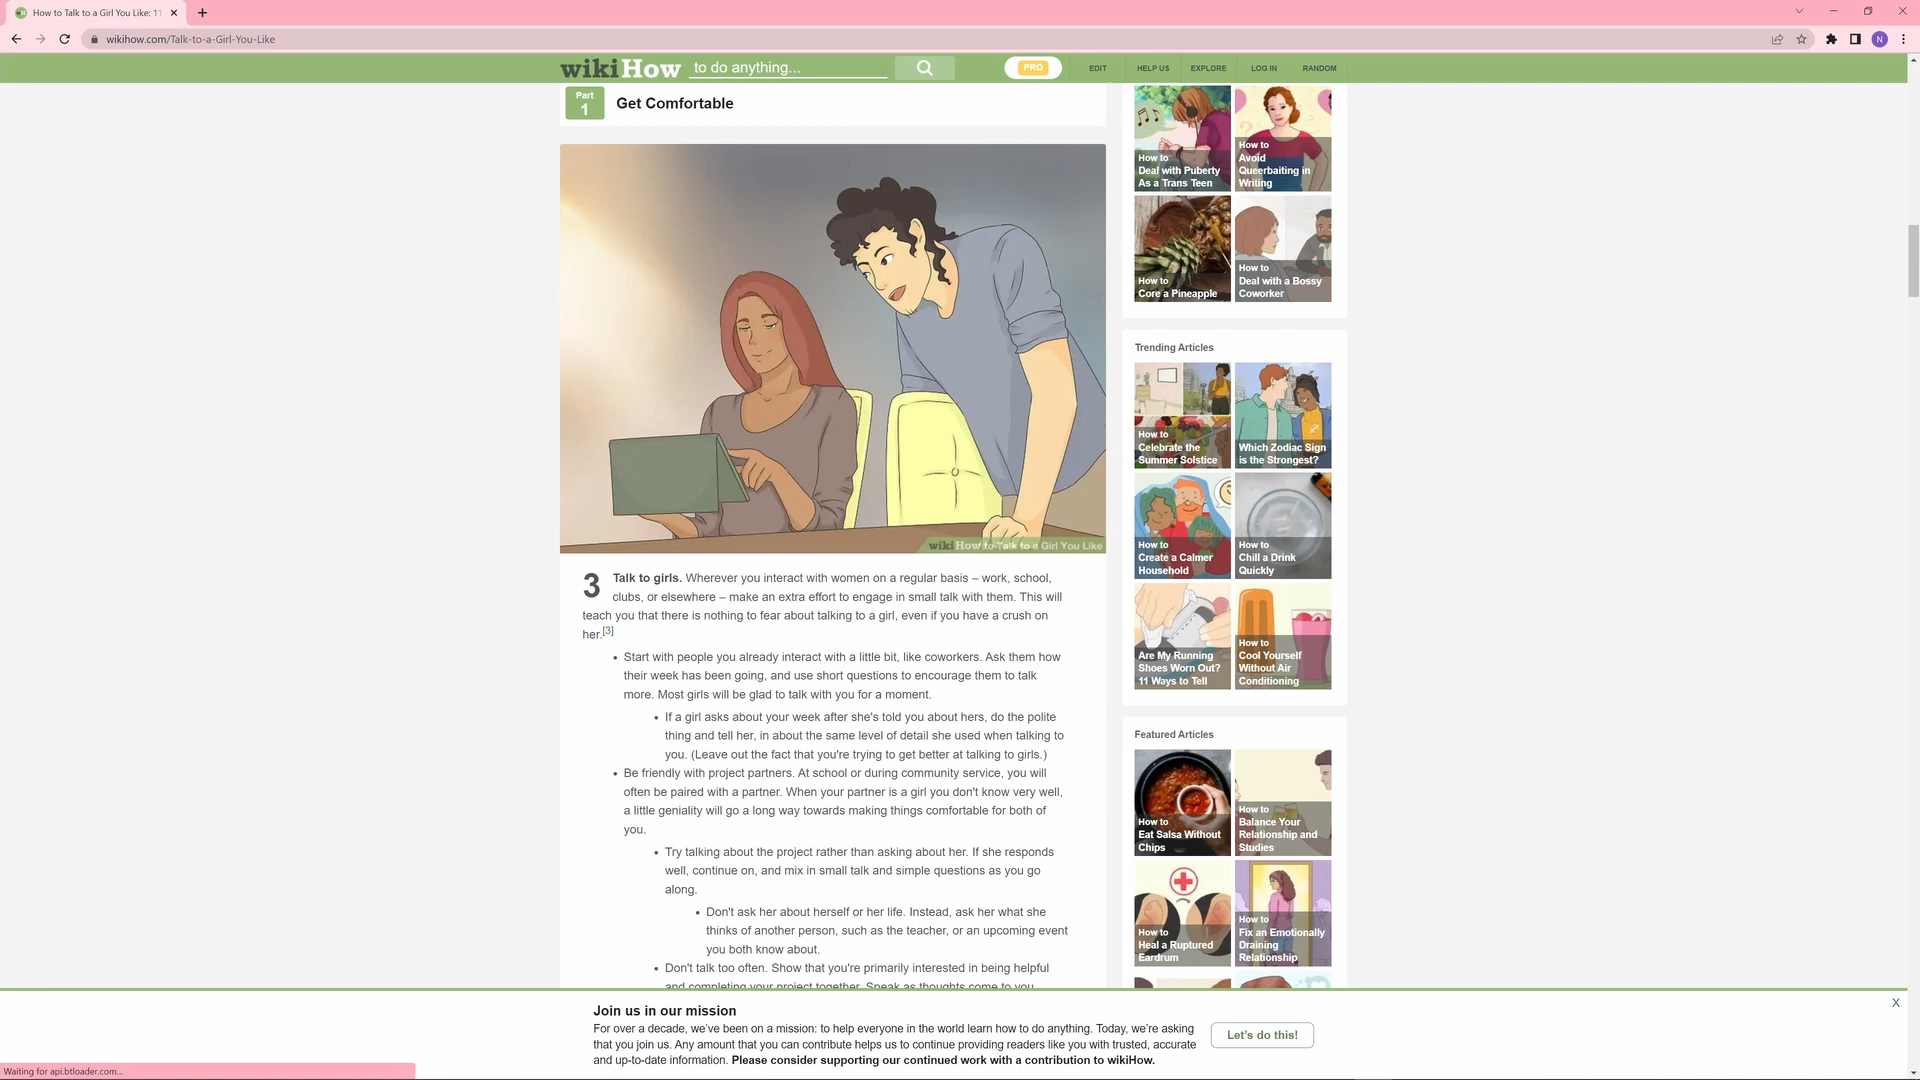 How to Talk to a Girl You Like: 11
wikihow.com/Talk-to-a-Girl-You-Like
N
wikiHow
to do anything...
PRO
EDIT
HELP US
EXPLORE
LOG IN
RANDOM
Part
1
Get Comfortable
wikiHow to Talk to a Girl You Like
3 Talk to girls. Wherever you interact with women on a regular basis – work, school,
clubs, or elsewhere – make an extra effort to engage in small talk with them. This will
teach you that there is nothing to fear about talking to a girl, even if you have a crush on
her.[3]
• Start with people you already interact with a little bit, like coworkers. Ask them how
their week has been going, and use short questions to encourage them to talk
more. Most girls will be glad to talk with you for a moment.
• If a girl asks about your week after she's told you about hers, do the polite
thing and tell her, in about the same level of detail she used when talking to
you. (Leave out the fact that you're trying to get better at talking to girls.)
• Be friendly with project partners. At school or during community service, you will
often be paired with a partner. When your partner is a girl you don't know very well,
a little geniality will go a long way towards making things comfortable for both of
you.
• Try talking about the project rather than asking about her. If she responds
well, continue on, and mix in small talk and simple questions as you go
along.
• Don't ask her about herself or her life. Instead, ask her what she
thinks of another person, such as the teacher, or an upcoming event
you both know about.
• Don't talk too often. Show that you're primarily interested in being helpful
and completing your project together. Speak as thoughts come to you
How to
Deal with Puberty
As a Trans Teen
How to
Avoid
Queerbaiting in
Writing
How to
Core a Pineapple
How to
Deal with a Bossy
Coworker
Trending Articles
How to
Celebrate the
Summer Solstice
Which Zodiac Sign
is the Strongest?
How to
Create a Calmer
Household
How to
Chill a Drink
Quickly
Are My Running
Shoes Worn Out?
11 Ways to Tell
How to
Cool Yourself
Without Air
Conditioning
Featured Articles
How to
Eat Salsa Without
Chips
How to
Balance Your
Relationship and
Studies
How to
Heal a Ruptured
Eardrum
How to
Fix an Emotionally
Draining
Relationship
Join us in our mission
For over a decade, we've been on a mission: to help everyone in the world learn how to do anything. Today, we're asking
that you join us. Any amount that you can contribute helps us to continue providing readers like you with trusted, accurate
and up-to-date information. Please consider supporting our continued work with a contribution to wikiHow.
Let's do this!
X
Waiting for api.btloader.com...